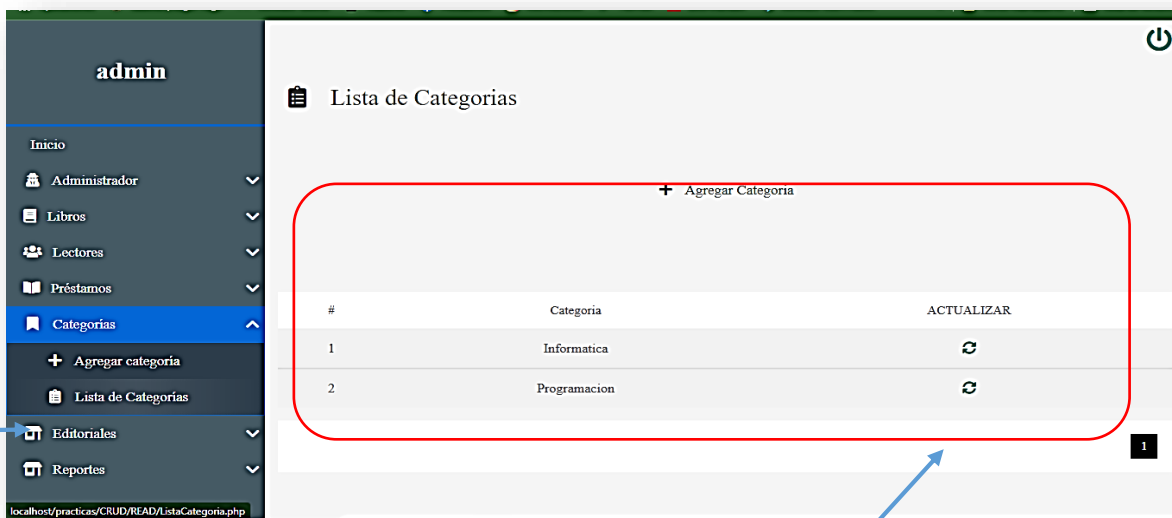 admin
Lista de Categorias
Inicio
Administrador
Libros
Lectores
Préstamos
Categorías
Agregar categoría
Lista de Categorías
Editoriales
Reportes
+ Agregar Categoria
# Categoria ACTUALIZAR
1 Informatica
2 Programacion
1
localhost/practicas/CRUD/READ/ListaCategoria.php